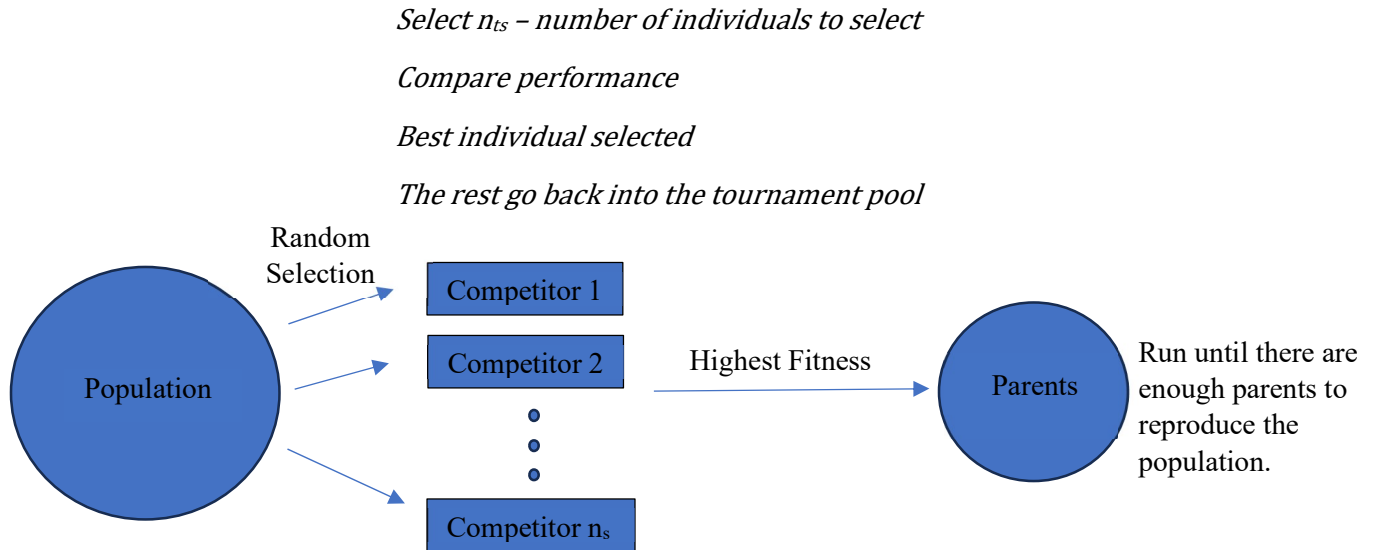 Select nts – number of individuals to select
Compare performance
Best individual selected
The rest go back into the tournament pool
Random
Selection
Population
Competitor 1
Competitor 2
Competitor ns
Highest Fitness
Parents
Run until there are
enough parents to
reproduce the
population.